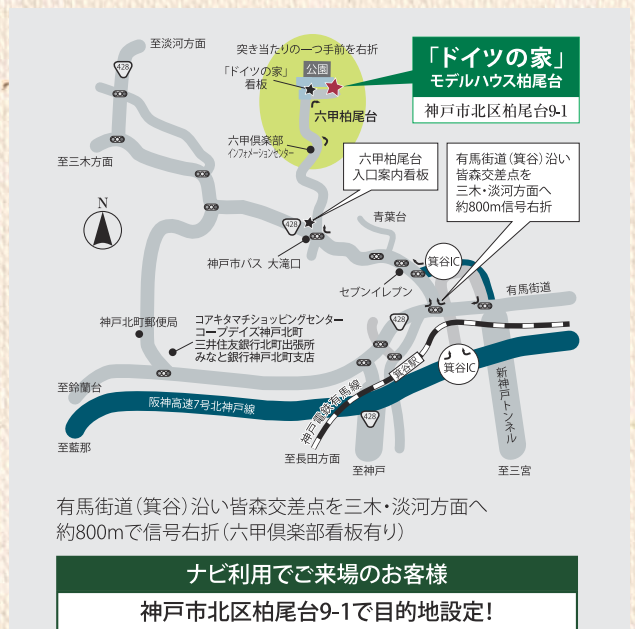 至淡河方面
428
突き当たりの一つ手前を右折
公園
「ドイツの家」
看板
「ドイツの家」
モデルハウス柏尾台
神戸市北区柏尾台9-1
六甲柏尾台
六甲倶楽部
インフォメーションセンター
至三木方面
六甲柏尾台
入口案内看板
有馬街道(箕谷)沿い
皆森交差点を
三木・淡河方面へ
約800m信号右折
N
428
青葉台
神戸市バス 大滝口
箕谷IC
セブンイレブン
有馬街道
神戸北町郵便局
コアキタマチショッピングセンター
コープデイズ神戸北町
三井住友銀行北町出張所
みなと銀行神戸北町支店
428
箕谷駅
箕谷IC
至鈴蘭台
阪神高速7号北神戸線
神戸電鉄有馬線
新神戸トンネル
428
至藍那
至長田方面
至神戸
至三宮
有馬街道(箕谷)沿い皆森交差点を三木・淡河方面へ
約800mで信号右折(六甲倶楽部看板有り)
ナビ利用でご来場のお客様
神戸市北区柏尾台9-1で目的地設定!